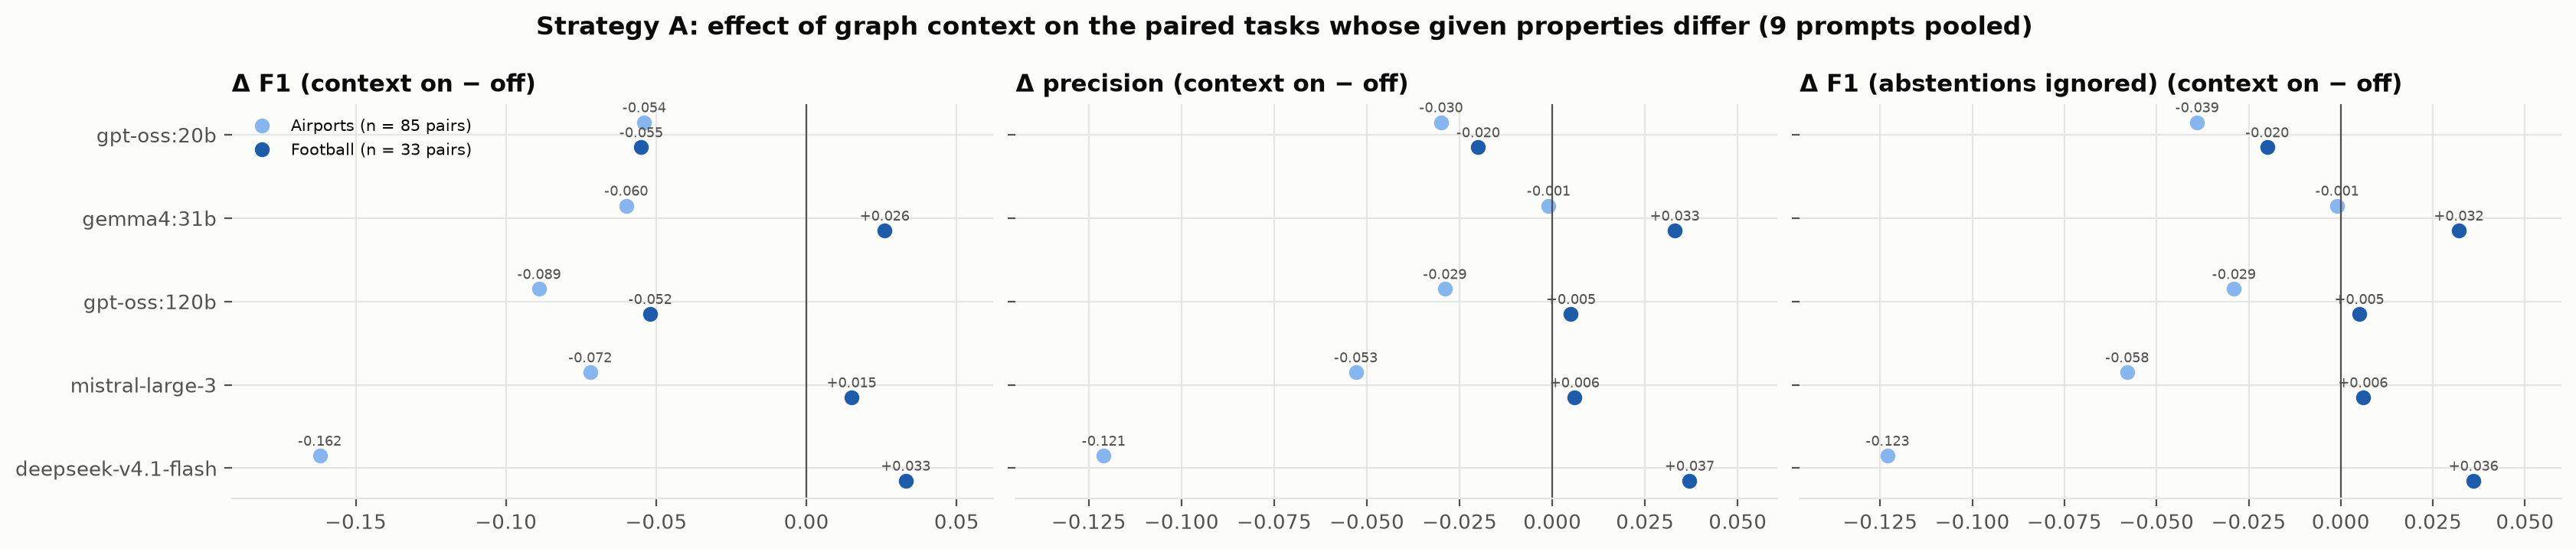 Strategy A: effect of graph context on the paired tasks whose given properties differ (9 prompts pooled)
Δ F1 (context on − off)
Airports (n = 85 pairs)
Football (n = 33 pairs)
gpt-oss:20b
gemma4:31b
gpt-oss:120b
mistral-large-3
deepseek-v4.1-flash
-0.054
-0.055
-0.060
+0.026
-0.089
-0.052
-0.072
+0.015
-0.162
+0.033
−0.15 −0.10 −0.05 0.00 0.05
Δ precision (context on − off)
-0.030
-0.020
-0.001
+0.033
-0.029
+0.005
-0.053
+0.006
-0.121
+0.037
−0.125 −0.100 −0.075 −0.050 −0.025 0.000 0.025 0.050
Δ F1 (abstentions ignored) (context on − off)
-0.039
-0.020
-0.001
+0.032
-0.029
+0.005
-0.058
+0.006
-0.123
+0.036
−0.125 −0.100 −0.075 −0.050 −0.025 0.000 0.025 0.050